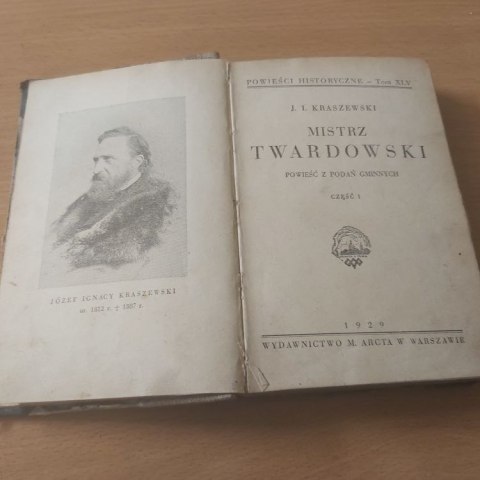 JÓZEF IGNACY KRASZEWSKI
ur. 1812 r. † 1887 r.
POWIEŚCI HISTORYCZNE – Tom XLV
J. I. KRASZEWSKI
MISTRZ
TWARDOWSKI
POWIEŚĆ Z PODAŃ GMINNYCH
CZĘŚĆ I
1929
WYDAWNICTWO M. ARCTA W WARSZAWIE